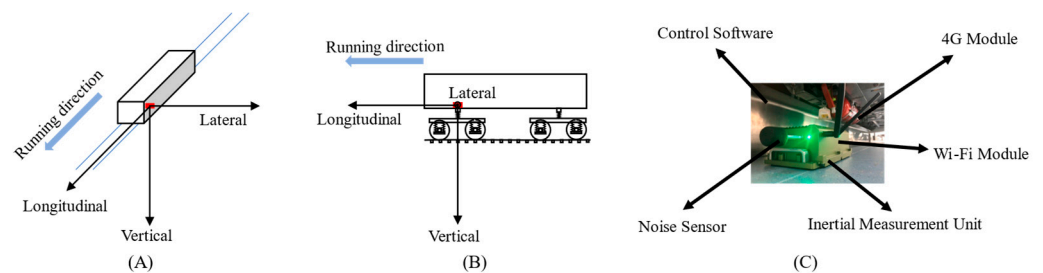 Running direction
Lateral
Longitudinal
Vertical
(A)
Running direction
Lateral
Longitudinal
Vertical
(B)
Control Software
4G Module
Wi-Fi Module
Noise Sensor
Inertial Measurement Unit
(C)